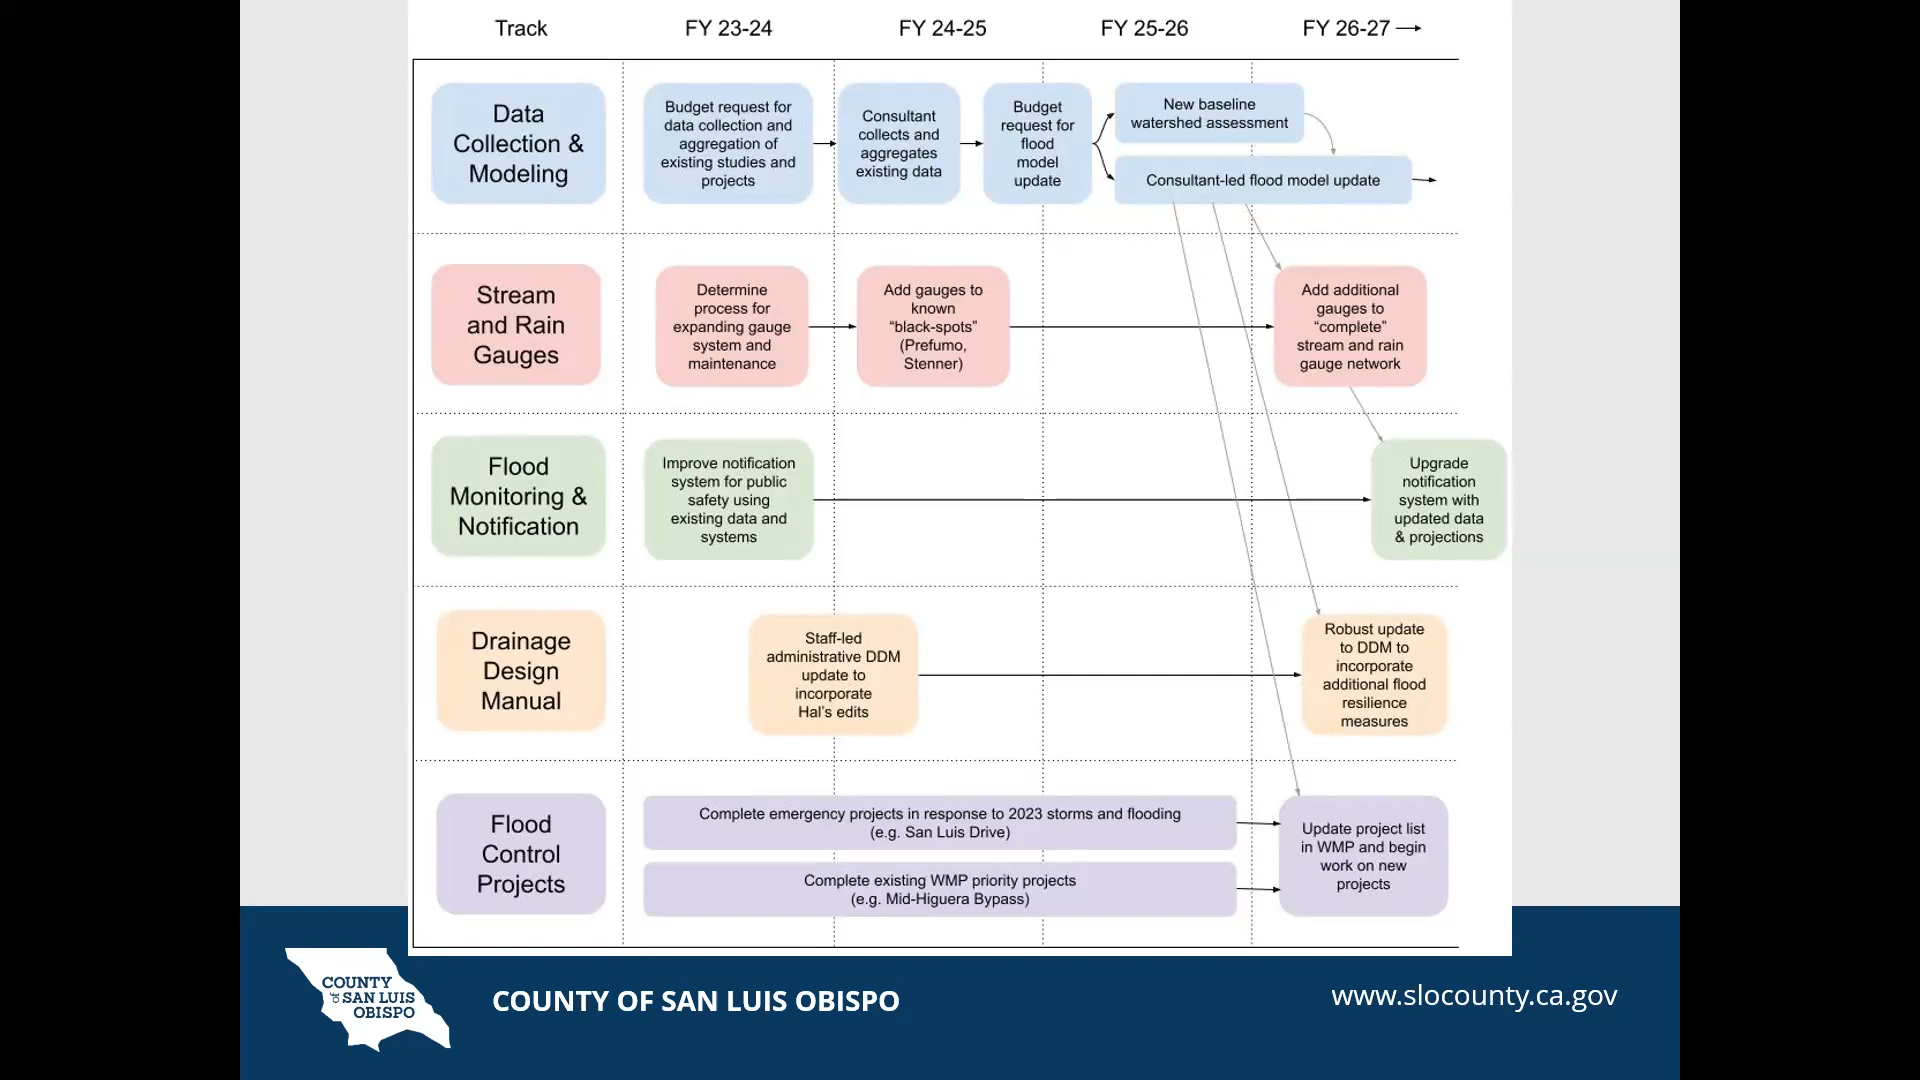 Track
FY 23-24
FY 24-25
FY 25-26
FY 26-27
Data
Collection &
Modeling
Budget request for
data collection and
aggregation of
existing studies and
projects
Consultant
collects and
aggregates
existing data
Budget
request for
flood
model
update
New baseline
watershed assessment
Consultant-led flood model update
Stream
and Rain
Gauges
Determine
process for
expanding gauge
system and
maintenance
Add gauges to
known
“black-spots”
(Prefumo,
Stenner)
Add additional
gauges to
“complete”
stream and rain
gauge network
Flood
Monitoring &
Notification
Improve notification
system for public
safety using
existing data and
systems
Upgrade
notification
system with
updated data
& projections
Drainage
Design
Manual
Staff-led
administrative DDM
update to
incorporate
Hal’s edits
Robust update
to DDM to
incorporate
additional flood
resilience
measures
Flood
Control
Projects
Complete emergency projects in response to 2023 storms and flooding
(e.g. San Luis Drive)
Complete existing WMP priority projects
(e.g. Mid-Higuera Bypass)
Update project list
in WMP and begin
work on new
projects
COUNTY
OF SAN LUIS
OBISPO
COUNTY OF SAN LUIS OBISPO
www.slocounty.ca.gov